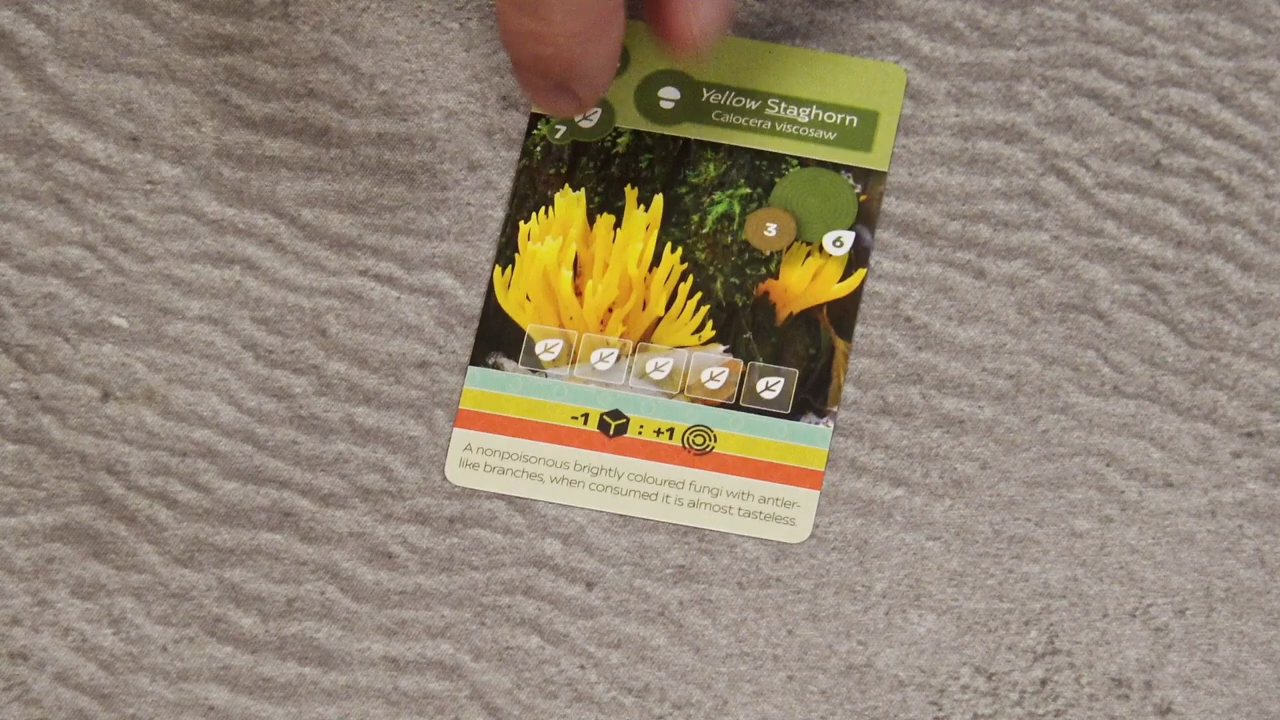 Yellow Staghorn
Calocera viscosaw
7
3
6
-1 : +1
A nonpoisonous brightly coloured fungi with antler-
like branches, when consumed it is almost tasteless.